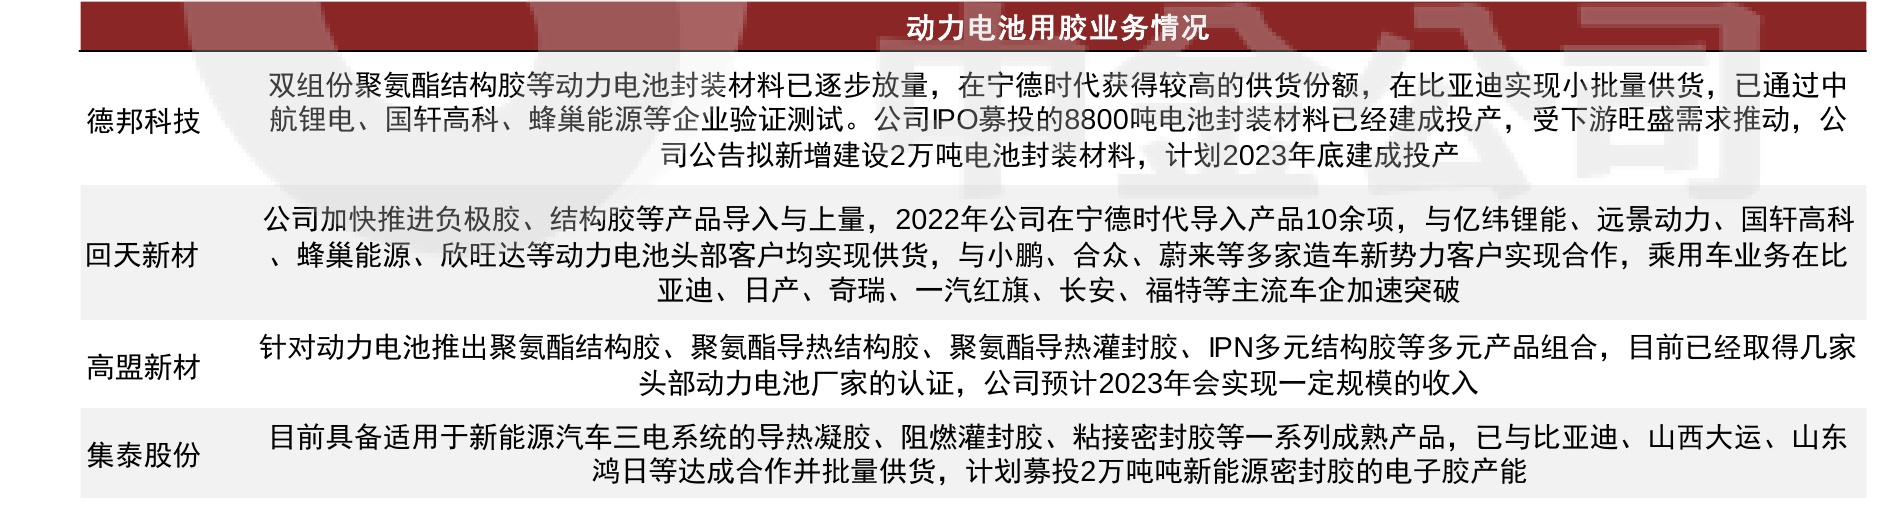 动力电池用胶业务情况
双组份聚氨酯结构胶等动力电池封装材料已逐步放量，在宁德时代获得较高的供货份额，在比亚迪实现小批量供货，已通过中
德邦科技
航锂电、国轩高科、蜂巢能源等企业验证测试。公司IPO募投的8800吨电池封装材料已经建成投产，受下游旺盛需求推动，公
司公告拟新增建设2万吨电池封装材料，计划2023年底建成投产
公司加快推进负极胶、结构胶等产品导入与上量，2022年公司在宁德时代导入产品10余项，与亿纬锂能、远景动力、国轩高科
回天新材
、蜂巢能源、欣旺达等动力电池头部客户均实现供货，与小鹏、合众、蔚来等多家造车新势力客户实现合作，乘用车业务在比
亚迪、日产、奇瑞、一汽红旗、长安、福特等主流车企加速突破
针对动力电池推出聚氨酯结构胶、聚氨酯导热结构胶、聚氨酯导热灌封胶、IPN多元结构胶等多元产品组合，目前已经取得几家
高盟新材
头部动力电池厂家的认证，公司预计2023年会实现一定规模的收入
目前具备适用于新能源汽车三电系统的导热凝胶、阻燃灌封胶、粘接密封胶等一系列成熟产品，已与比亚迪、山西大运、山东
集泰股份
鸿日等达成合作并批量供货，计划募投2万吨吨新能源密封胶的电子胶产能
中金公司